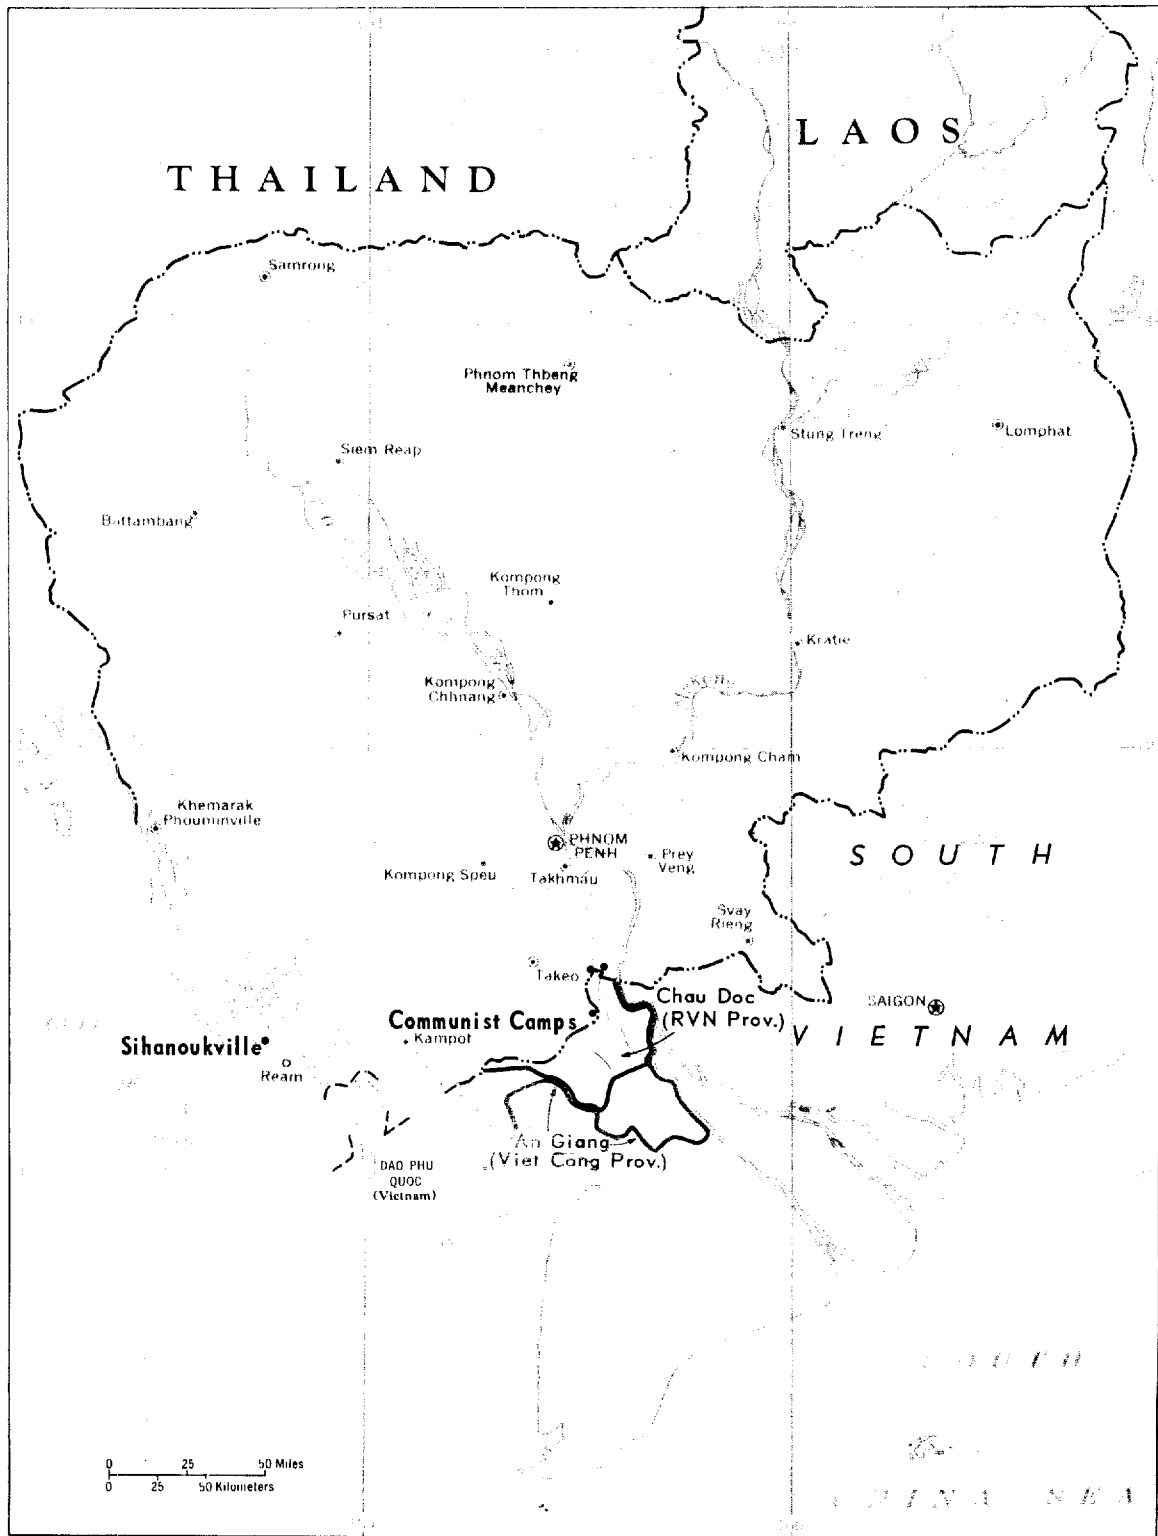 LAOS
THAILAND
Samrong
Phnom Thbeng
Meanchey
Stung Treng
Lomphat
Siem Reap
Battambang
Kompong
Thom
Pursat
Kratie
Kompong
Chhnang
Kompong Cham
Khemarak
Phouminville
PHNOM
PENH
Prey
Veng
SOUTH
Kompong Speu
Takhmau
Svay
Rieng
Takeo
Chau Doc
(RVN Prov.)
SAIGON
Communist Camps
VIETNAM
Kampot
Sihanoukville
Ream
An Giang
(Viet Cong Prov.)
DAO PHU
QUOC
(Vietnam)
SOUTH
0 25 50 Miles
0 25 50 Kilometers
CHINA SEA